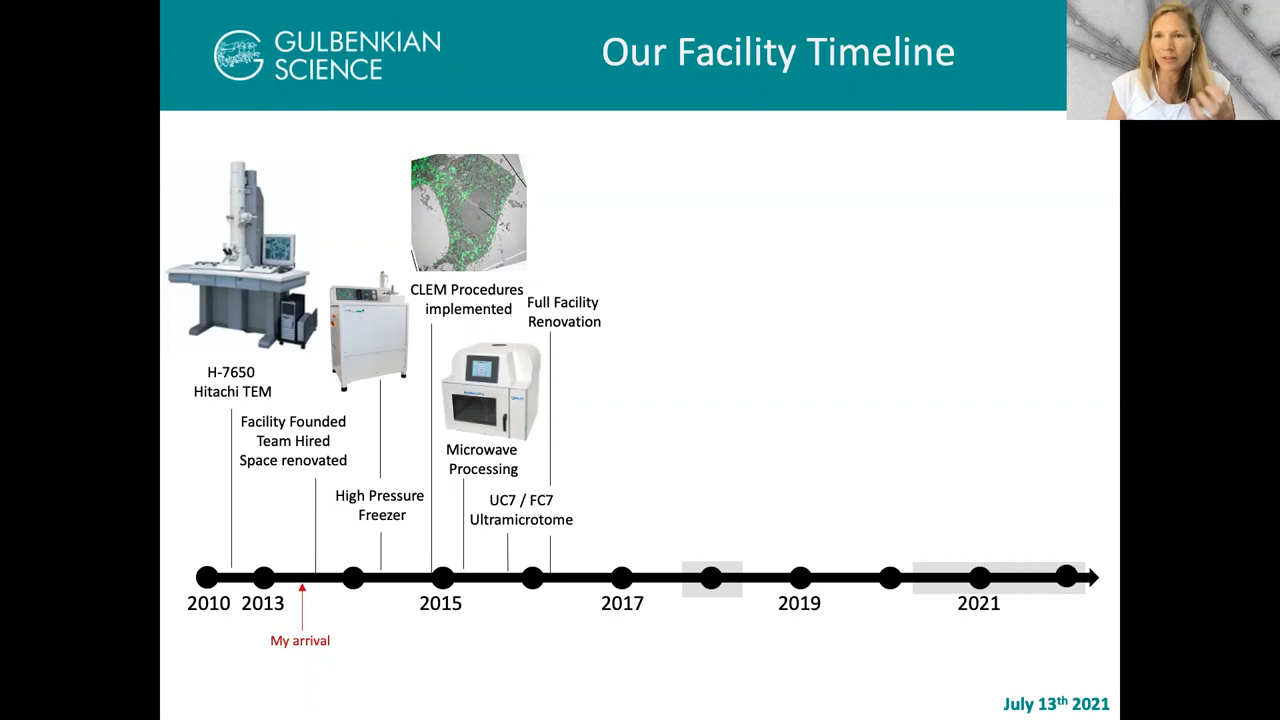 GULBENKIAN
SCIENCE
Our Facility Timeline
CLEM Procedures
implemented
Full Facility
Renovation
H-7650
Hitachi TEM
Facility Founded
Team Hired
Space renovated
Microwave
Processing
High Pressure
Freezer
UC7 / FC7
Ultramicrotome
2010 2013 2015 2017 2019 2021
My arrival
July 13th 2021